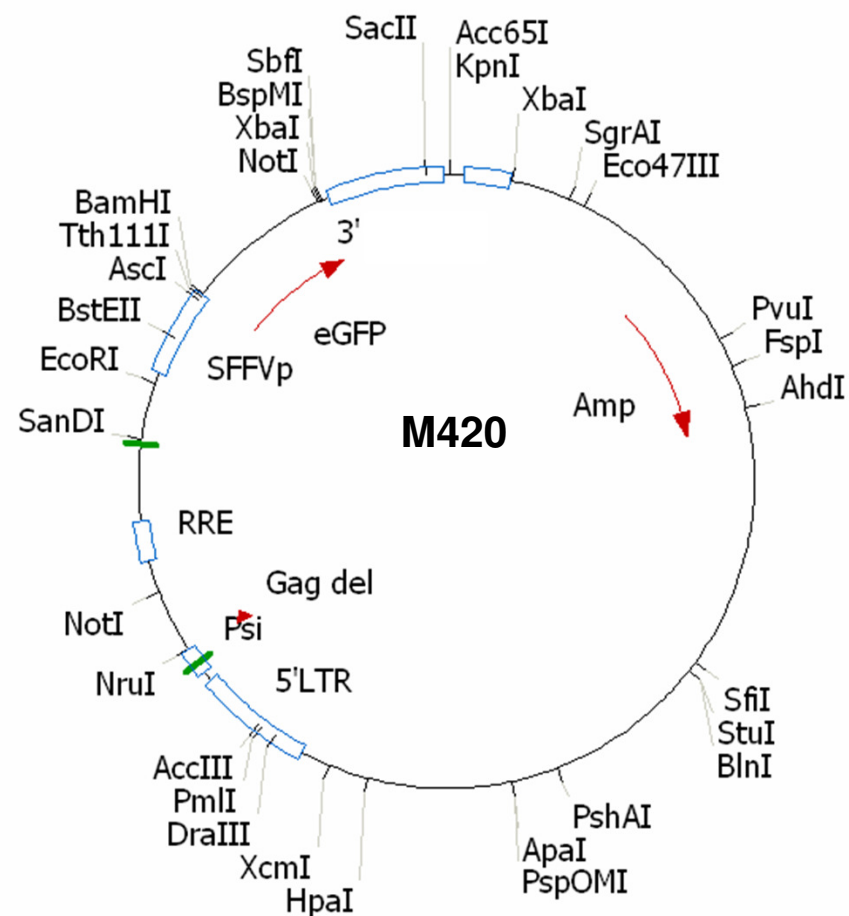 SacII
Acc65I
KpnI
SbfI
BspMI
XbaI
NotI
XbaI
SgrAI
Eco47III
BamHI
Tth111I
AscI
BstEII
EcoRI
SanDI
3'
eGFP
SFFVp
PvuI
FspI
AhdI
Amp
M420
RRE
Gag del
Psi
NotI
NruI
5'LTR
AccIII
PmlI
DraIII
XcmI
HpaI
SfiI
StuI
BlnI
PshAI
ApaI
PspOMI